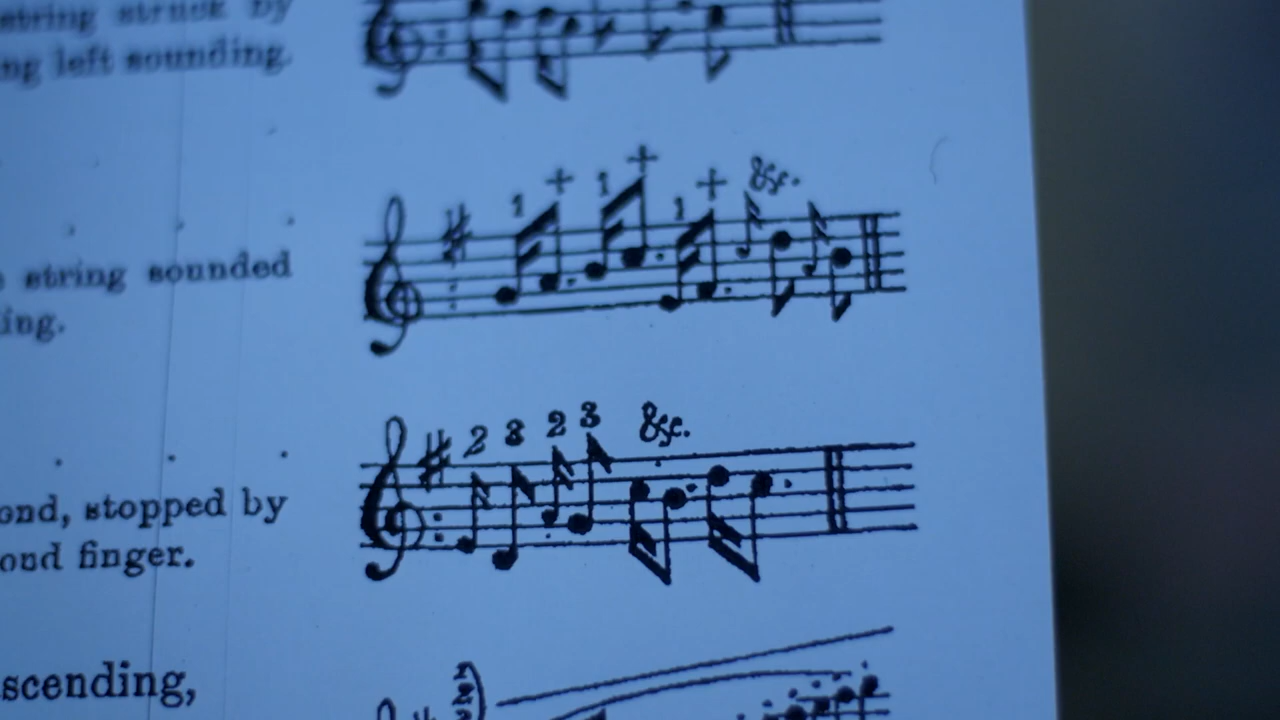 string struck by
ng left sounding.
1 + 1 + 1 + &c.
string sounded
ing.
2 3 2 3 &c.
ond, stopped by
ond finger.
scending,